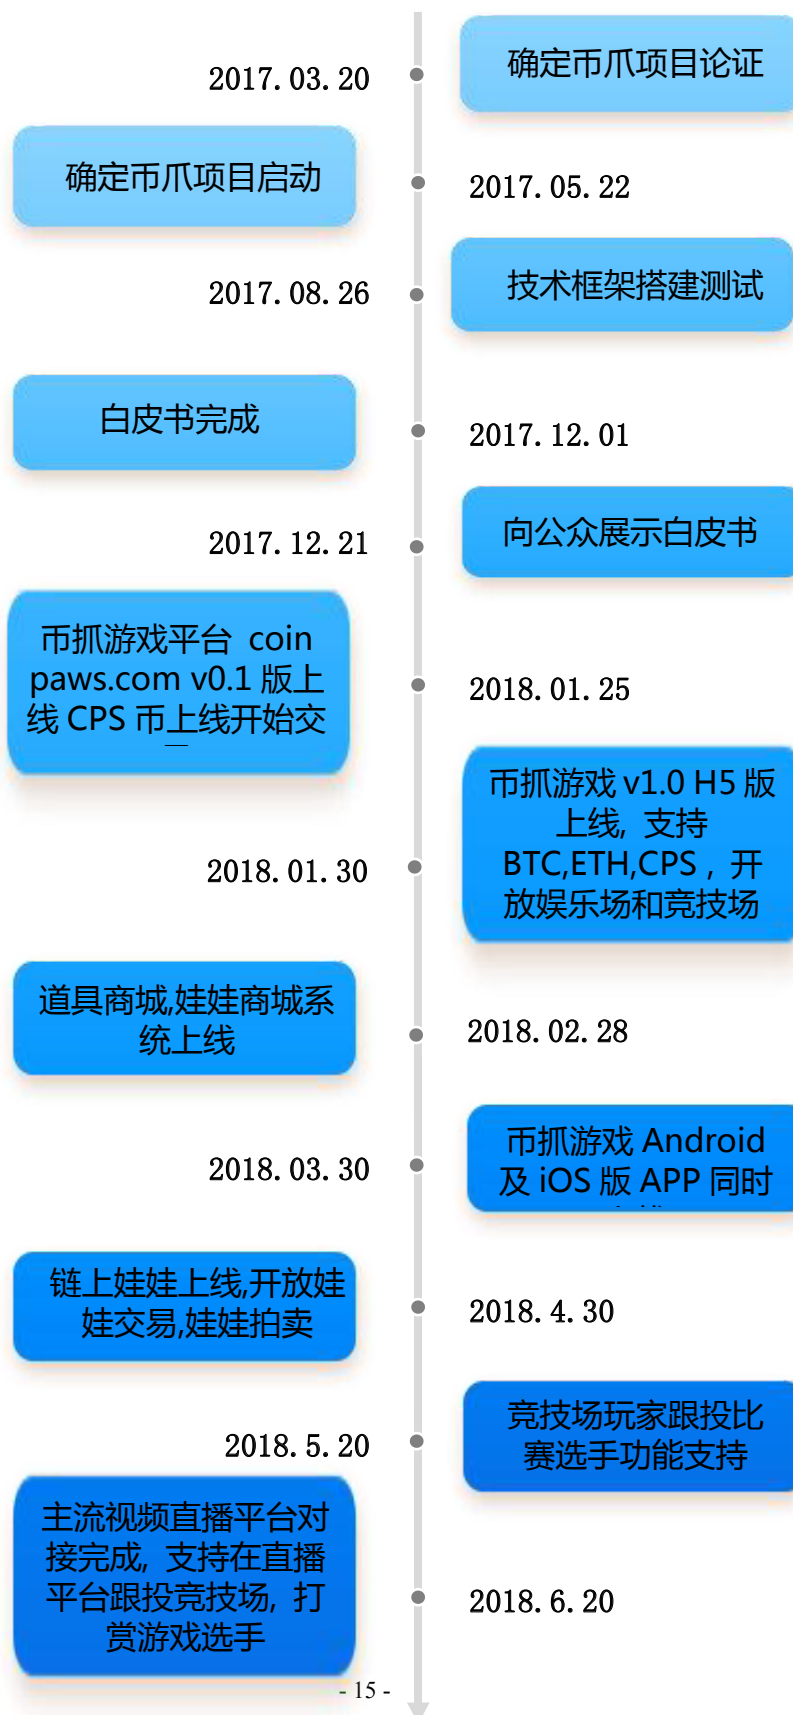 2017.03.20
确定币爪项目论证
确定币爪项目启动
2017.05.22
2017.08.26
技术框架搭建测试
白皮书完成
2017.12.01
2017.12.21
向公众展示白皮书
币抓游戏平台 coin
paws.com v0.1 版上
线 CPS 币上线开始交
2018.01.25
币抓游戏 v1.0 H5 版
上线, 支持
BTC,ETH,CPS , 开
放娱乐场和竞技场
2018.01.30
道具商城,娃娃商城系
统上线
2018.02.28
币抓游戏 Android
及 iOS 版 APP 同时
2018.03.30
链上娃娃上线,开放娃
娃交易,娃娃拍卖
2018.4.30
竞技场玩家跟投比
赛选手功能支持
2018.5.20
主流视频直播平台对
接完成, 支持在直播
平台跟投竞技场, 打
赏游戏选手
2018.6.20
- 15 -